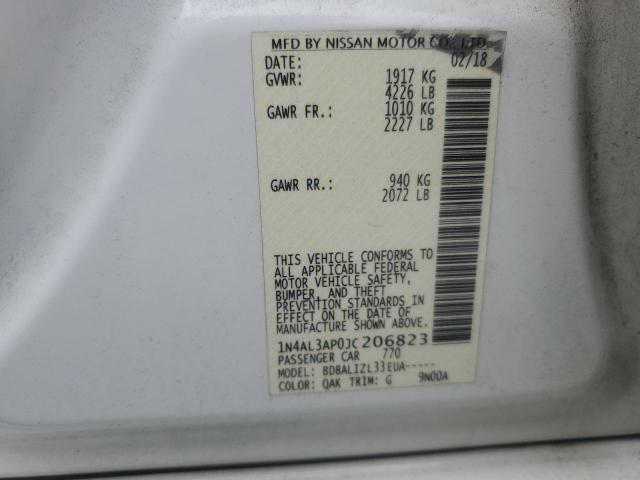 MFD BY NISSAN MOTOR CO., LTD.
DATE: 02/18
GVWR: 1917 KG
4226 LB
GAWR FR.: 1010 KG
2227 LB
GAWR RR.: 940 KG
2072 LB
THIS VEHICLE CONFORMS TO
ALL APPLICABLE FEDERAL
MOTOR VEHICLE SAFETY,
BUMPER, AND THEFT
PREVENTION STANDARDS IN
EFFECT ON THE DATE OF
MANUFACTURE SHOWN ABOVE.
1N4AL3AP0JC206823
PASSENGER CAR 770
MODEL: BDBALIZL33EUA-----
COLOR: QAK TRIM: G 9N00A